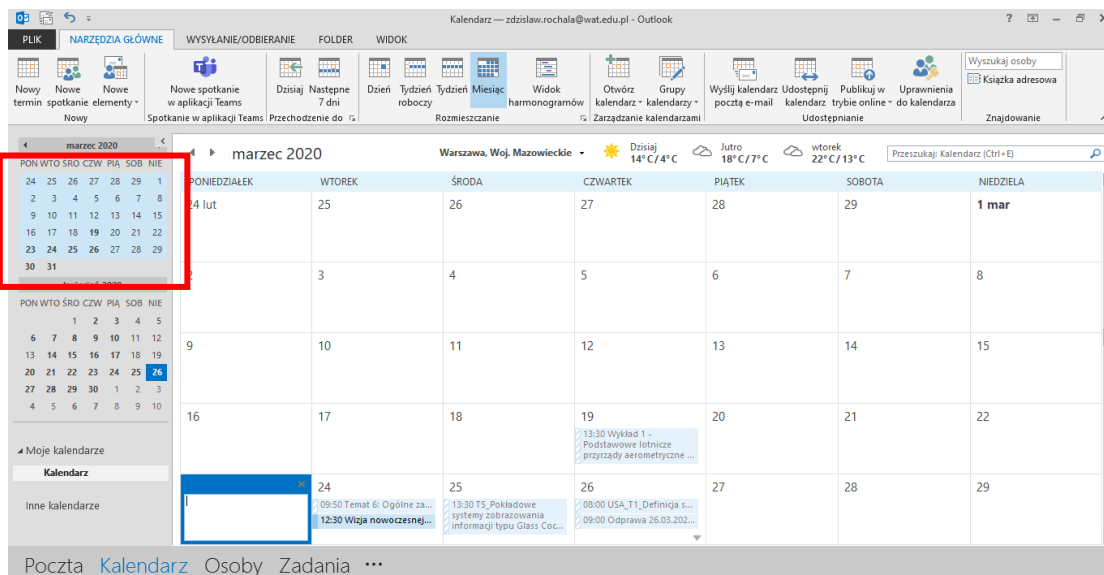 Kalendarz — zdzislaw.rochala@wat.edu.pl - Outlook
PLIK NARZĘDZIA GŁÓWNE WYSYŁANIE/ODBIERANIE FOLDER WIDOK
Nowy termin
Nowe spotkanie
Nowe elementy
Nowe spotkanie w aplikacji Teams
Dzisiaj
Następne 7 dni
Dzień
Tydzień roboczy
Tydzień
Miesiąc
Widok harmonogramów
Otwórz kalendarz
Grupy kalendarzy
Wyślij kalendarz pocztą e-mail
Udostępnij kalendarz
Publikuj w trybie online
Uprawnienia do kalendarza
Wyszukaj osoby
Książka adresowa
Nowy
Spotkanie w aplikacji Teams
Przechodzenie do
Rozmieszczanie
Zarządzanie kalendarzami
Udostępnianie
Znajdowanie
marzec 2020
PON WTO ŚRO CZW PIĄ SOB NIE
24 25 26 27 28 29 1
2 3 4 5 6 7 8
9 10 11 12 13 14 15
16 17 18 19 20 21 22
23 24 25 26 27 28 29
30 31
PON WTO ŚRO CZW PIĄ SOB NIE
1 2 3 4 5
6 7 8 9 10 11 12
13 14 15 16 17 18 19
20 21 22 23 24 25 26
27 28 29 30 1 2 3
4 5 6 7 8 9 10
Moje kalendarze
Kalendarz
Inne kalendarze
marzec 2020
Warszawa, Woj. Mazowieckie
Dzisiaj
14°C/4°C
Jutro
18°C/7°C
wtorek
22°C/13°C
Przeszukaj: Kalendarz (Ctrl+E)
PONIEDZIAŁEK WTOREK ŚRODA CZWARTEK PIĄTEK SOBOTA NIEDZIELA
24 lut 25 26 27 28 29 1 mar
2 3 4 5 6 7 8
9 10 11 12 13 14 15
16 17 18 19 20 21 22
13:30 Wykład 1 -
Podstawowe lotnicze
przyrządy aerometryczne ...
24 25 26 27 28 29
09:50 Temat 6: Ogólne za...
12:30 Wizja nowoczesnej...
13:30 T5_Pokładowe
systemy zobrazowania
informacji typu Glass Coc...
08:00 USA_T1_Definicja s...
09:00 Odprawa 26.03.202...
Poczta Kalendarz Osoby Zadania ···